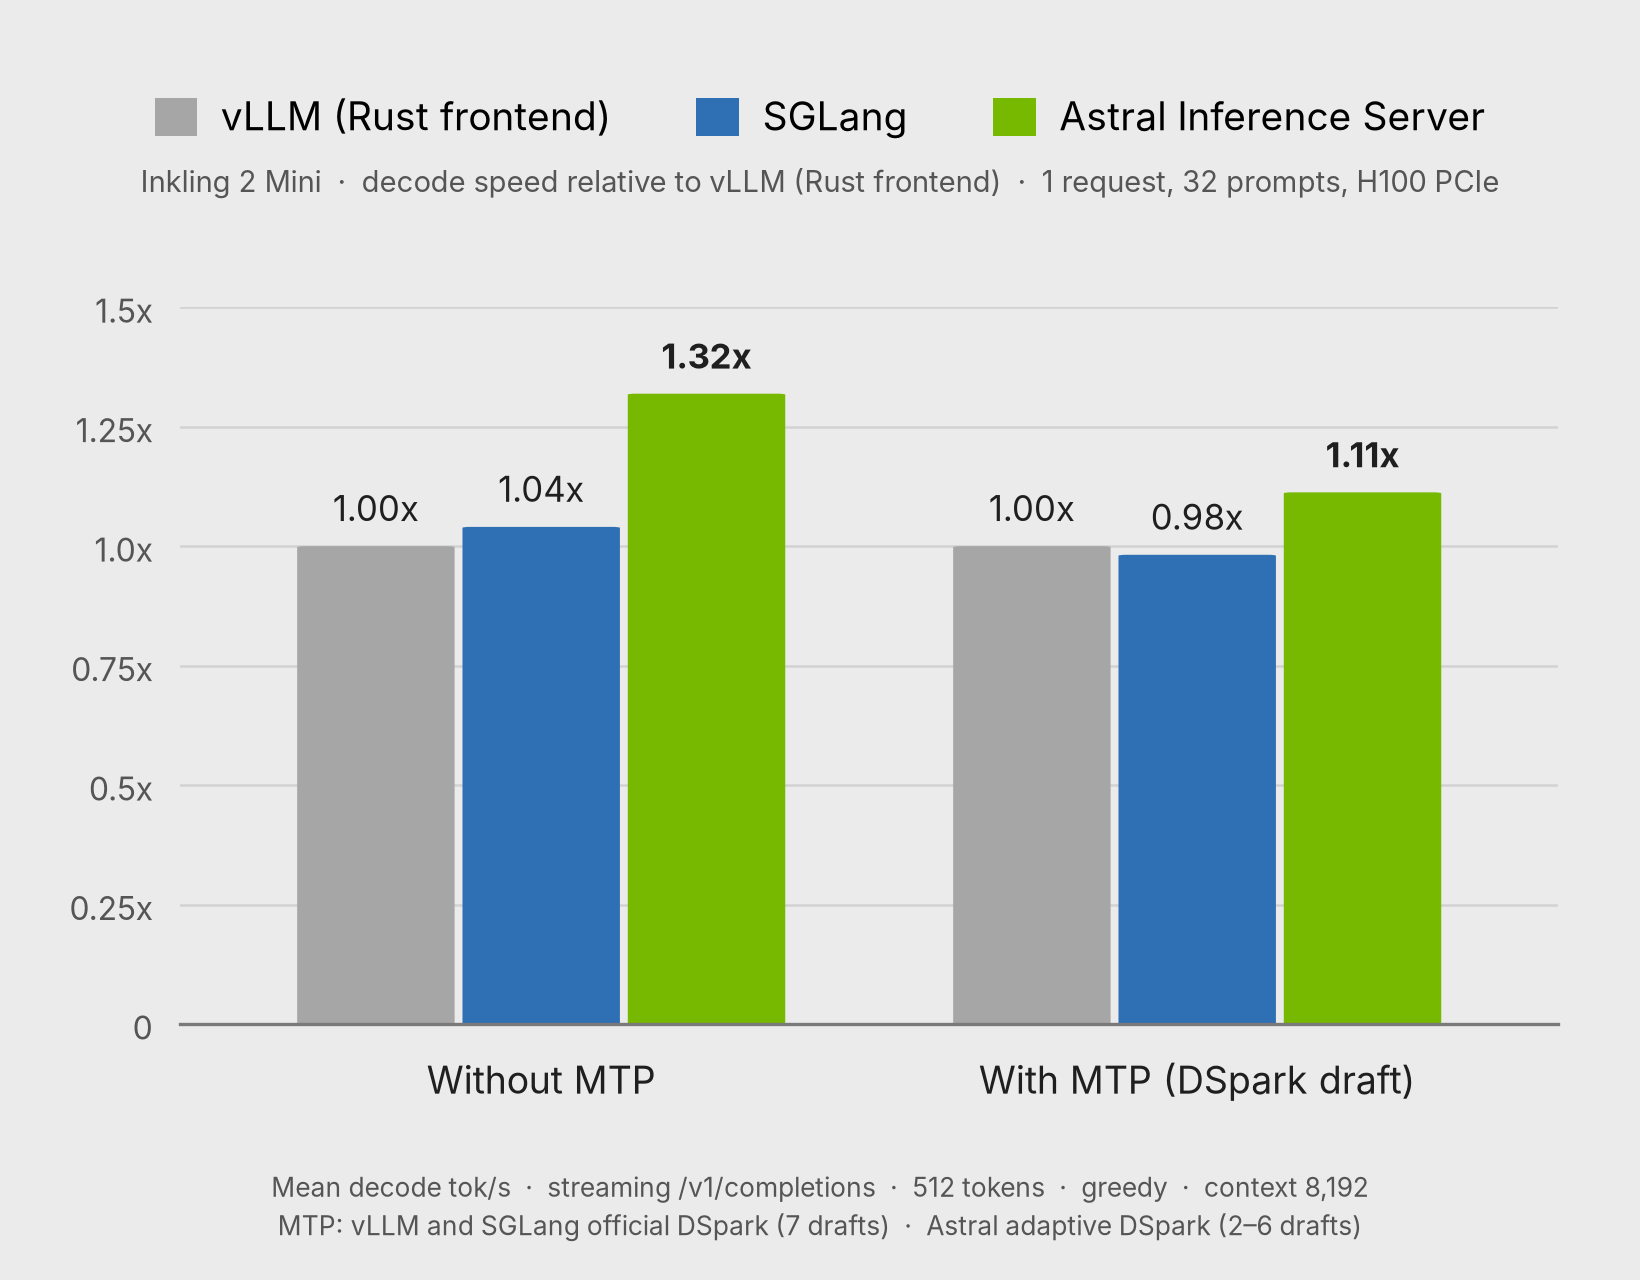 vLLM (Rust frontend) SGLang Astral Inference Server
Inkling 2 Mini · decode speed relative to vLLM (Rust frontend) · 1 request, 32 prompts, H100 PCIe
1.5x
1.32x
1.25x
1.11x
1.00x 1.04x 1.00x 0.98x
1.0x
0.75x
0.5x
0.25x
0
Without MTP With MTP (DSpark draft)
Mean decode tok/s · streaming /v1/completions · 512 tokens · greedy · context 8,192
MTP: vLLM and SGLang official DSpark (7 drafts) · Astral adaptive DSpark (2–6 drafts)